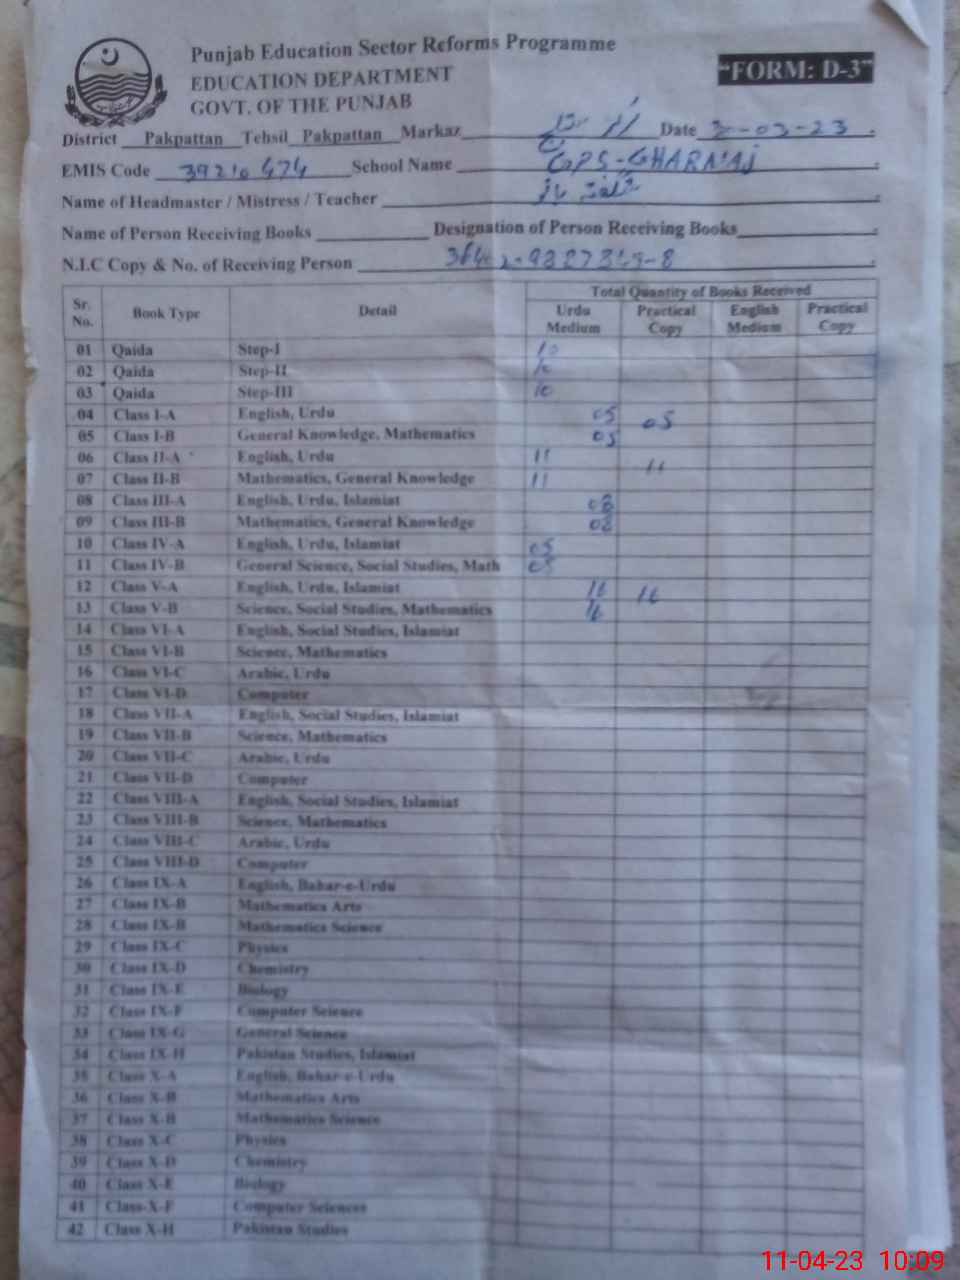 Punjab Education Sector Reforms Programme
EDUCATION DEPARTMENT
GOVT. OF THE PUNJAB
"FORM: D-3"
District Pakpattan Tehsil Pakpattan Markaz Date -03-23
EMIS Code 39210474 School Name GPS-
Name of Headmaster / Mistress / Teacher
Name of Person Receiving Books Designation of Person Receiving Books
N.I.C Copy & No. of Receiving Person
Sr. No. Book Type Detail Total Quantity of Books Received
Urdu Medium Practical Copy English Medium Practical Copy
01 Qaida Step-I 10
02 Qaida Step-II 10
03 Qaida Step-III 10
04 Class I-A English, Urdu 05 05
05 Class I-B General Knowledge, Mathematics 05
06 Class II-A English, Urdu 11 11
07 Class II-B Mathematics, General Knowledge 11
08 Class III-A English, Urdu, Islamiat 08
09 Class III-B Mathematics, General Knowledge 08
10 Class IV-A English, Urdu, Islamiat 05
11 Class IV-B General Science, Social Studies, Math 05
12 Class V-A English, Urdu, Islamiat 16 16
13 Class V-B Science, Social Studies, Mathematics 16
14 Class VI-A English, Social Studies, Islamiat
15 Class VI-B Science, Mathematics
16 Class VI-C Arabic, Urdu
17 Class VI-D Computer
18 Class VII-A English, Social Studies, Islamiat
19 Class VII-B Science, Mathematics
20 Class VII-C Arabic, Urdu
21 Class VII-D Computer
22 Class VIII-A English, Social Studies, Islamiat
23 Class VIII-B Science, Mathematics
24 Class VIII-C Arabic, Urdu
25 Class VIII-D Computer
26 Class IX-A English, Bahar-e-Urdu
27 Class IX-B Mathematics Arts
28 Class IX-B Mathematics Science
29 Class IX-C Physics
30 Class IX-D Chemistry
31 Class IX-E Biology
32 Class IX-F Computer Science
33 Class IX-G General Science
34 Class IX-H Pakistan Studies, Islamiat
35 Class X-A English, Bahar-e-Urdu
36 Class X-B Mathematics Arts
37 Class X-B Mathematics Science
38 Class X-C Physics
39 Class X-D Chemistry
40 Class X-E Biology
41 Class-X-F Computer Sciences
42 Class X-H Pakistan Studies
11-04-23 10:09